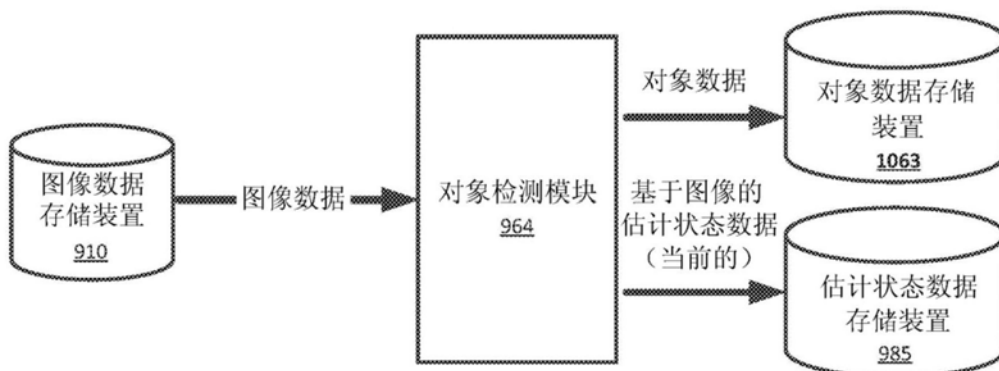 图像数据
存储装置
910
图像数据
对象检测模块
964
对象数据
对象数据存储
装置
1063
基于图像的
估计状态数据
（当前的）
估计状态数据
存储装置
985